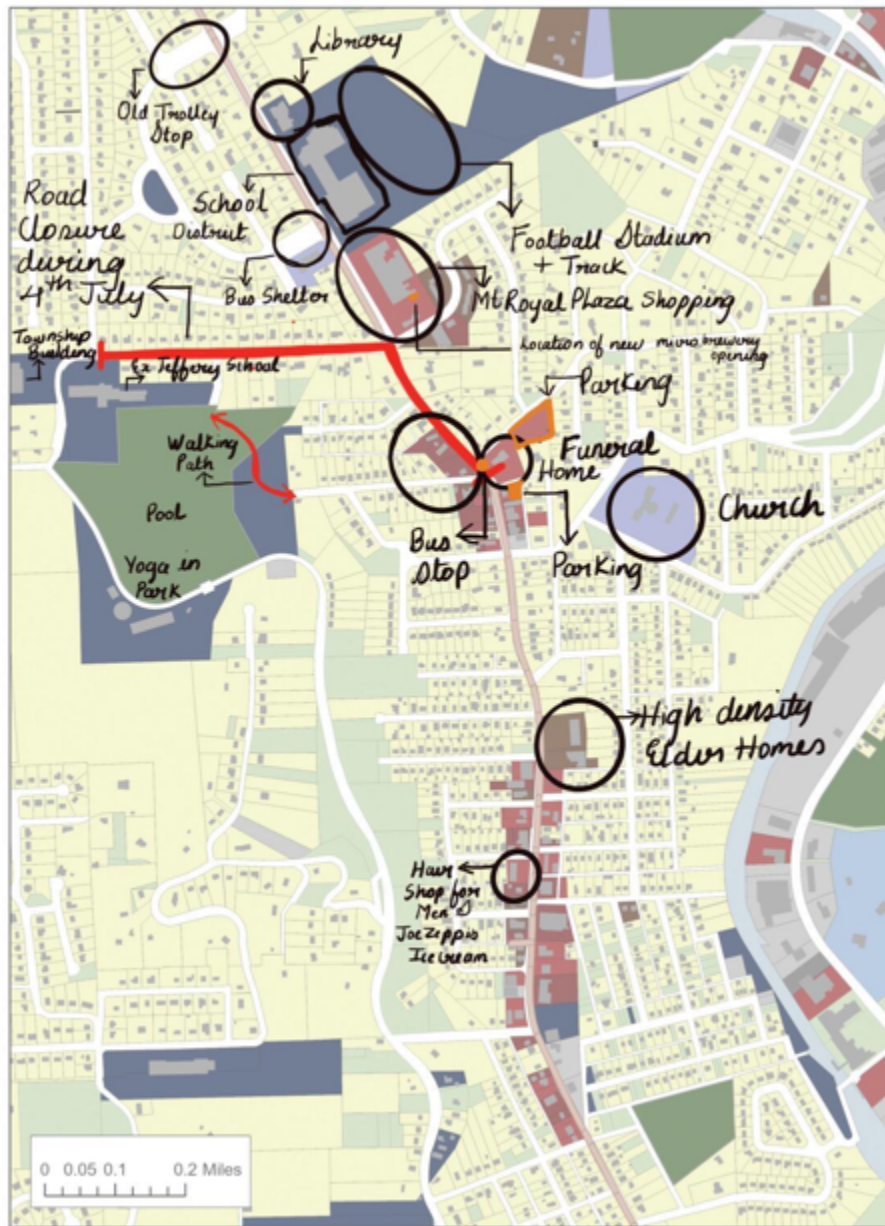 Library
Old Trolley
Stop
School
District
Road
Closure
during
4th July
Bus Shelter
Football Stadium
+ Track
Mt Royal Plaza Shopping
Location of new micro brewery
opening
Township
Building
Ex Jeffery School
Parking
Walking
Path
Funeral
Home
Pool
Church
Bus
Stop
Parking
Yoga in
Park
High density
Elder Homes
Hair
Shop for
Men &
Joe Zeppis
Ice Cream
0 0.05 0.1 0.2 Miles